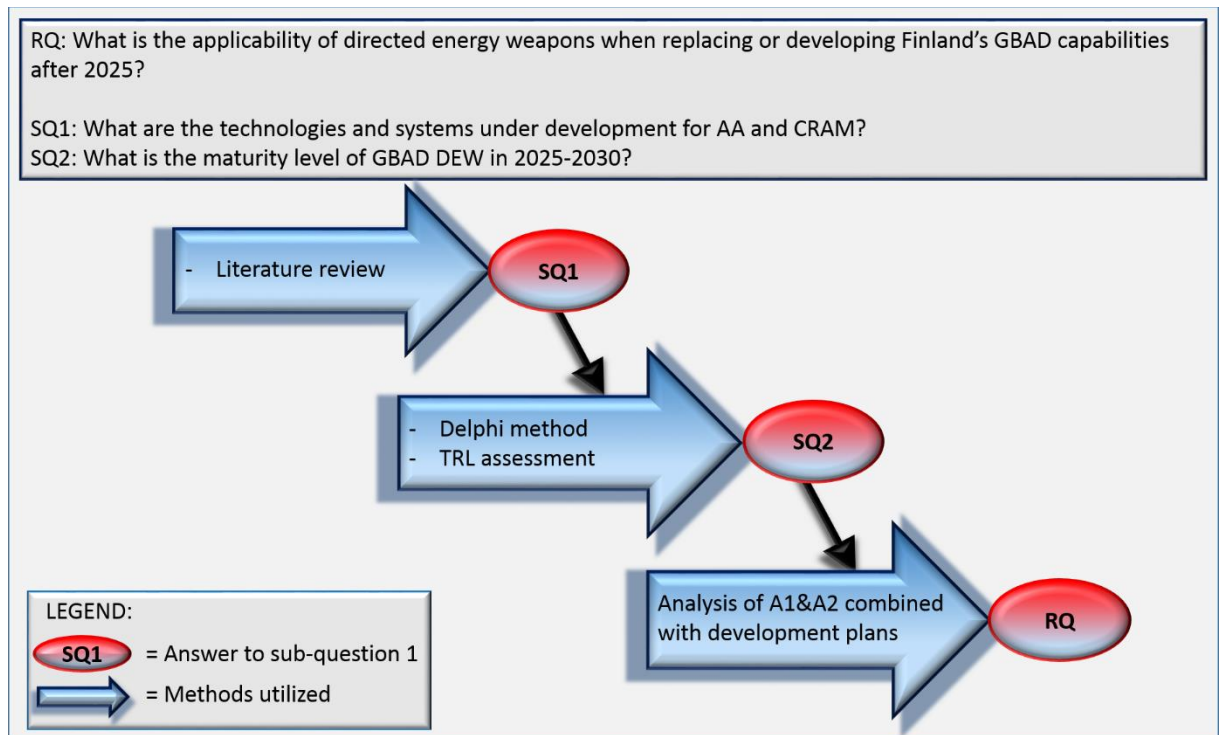 RQ: What is the applicability of directed energy weapons when replacing or developing Finland’s GBAD capabilities
after 2025?
SQ1: What are the technologies and systems under development for AA and CRAM?
SQ2: What is the maturity level of GBAD DEW in 2025-2030?
- Literature review
SQ1
- Delphi method
- TRL assessment
SQ2
Analysis of A1&A2 combined
with development plans
RQ
LEGEND:
SQ1 = Answer to sub-question 1
= Methods utilized